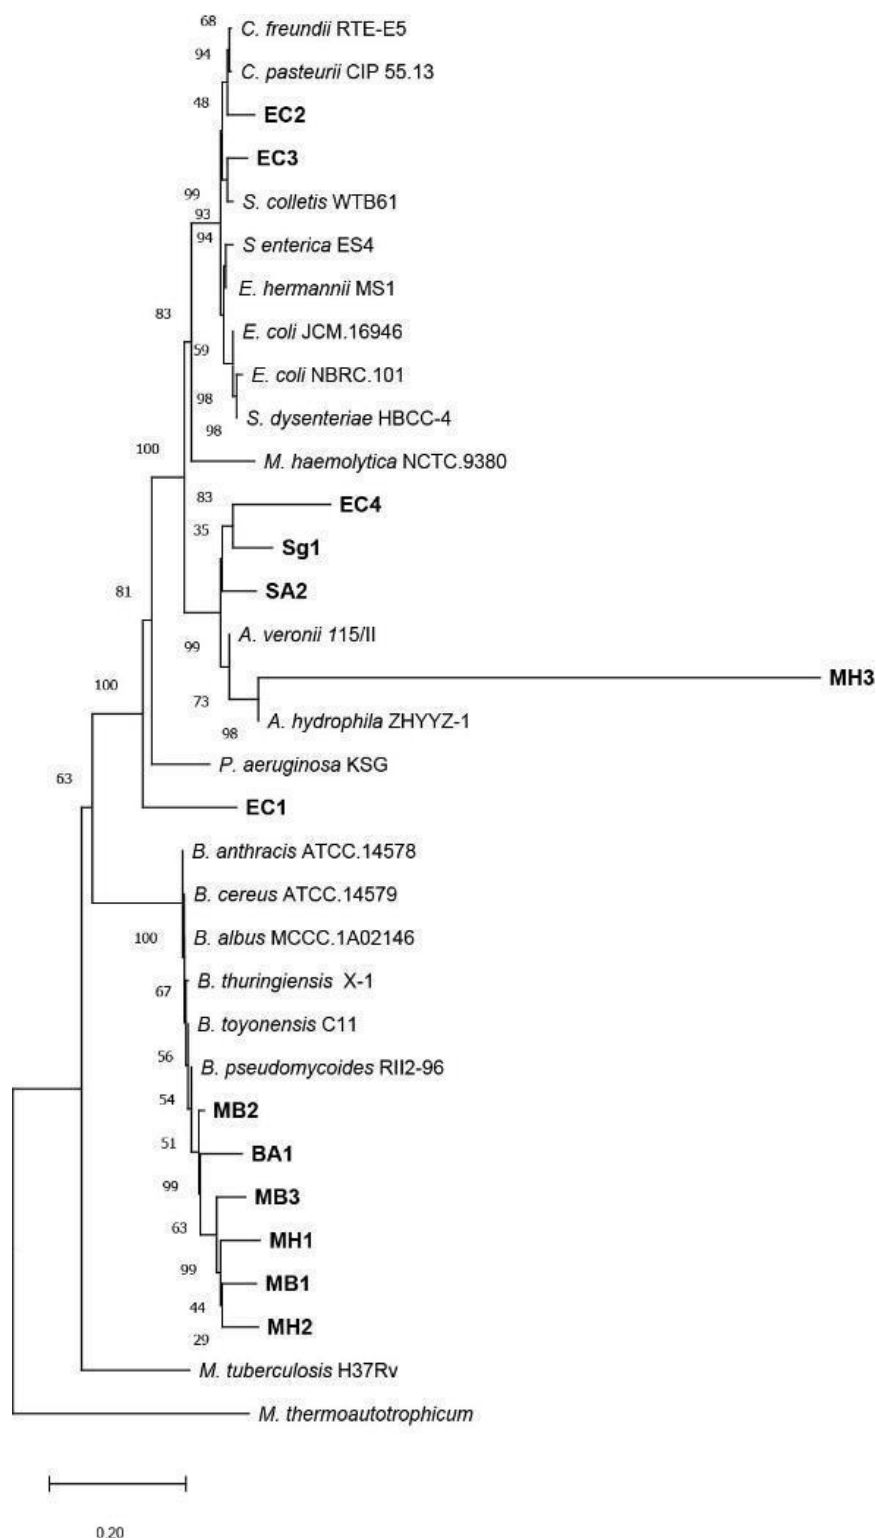 68
C. freundii RTE-E5
94
C. pasteurii CIP 55.13
48
EC2
EC3
99
S. colletis WTB61
93
94
S enterica ES4
E. hermannii MS1
83
E. coli JCM.16946
59
E. coli NBRC.101
98
S. dysenteriae HBCC-4
98
100
M. haemolytica NCTC.9380
83
EC4
35
Sg1
81
SA2
A. veronii 115/II
99
100
MH3
73
A. hydrophila ZHYYZ-1
98
P. aeruginosa KSG
63
EC1
B. anthracis ATCC.14578
B. cereus ATCC.14579
100
B. albus MCCC.1A02146
B. thuringiensis X-1
67
B. toyonensis C11
56
B. pseudomycoides RII2-96
54
MB2
51
BA1
99
MB3
63
MH1
99
MB1
44
MH2
29
M. tuberculosis H37Rv
M. thermoautotrophicum
0.20